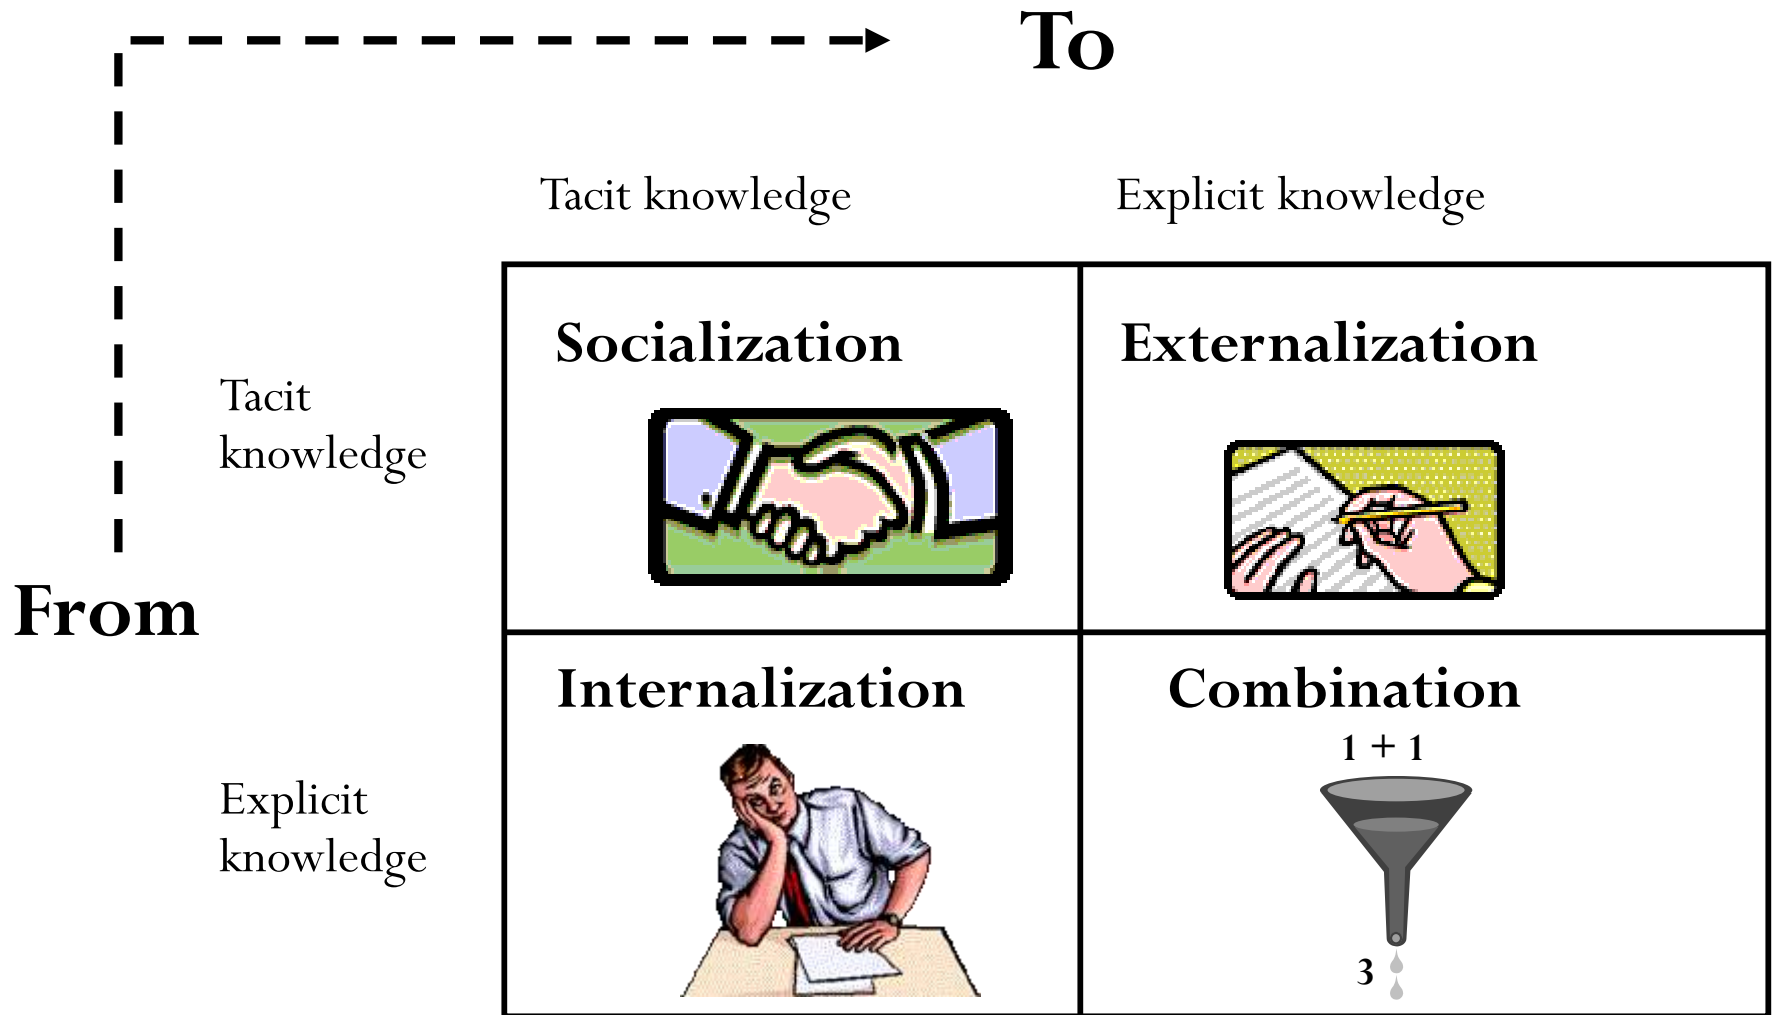 To
Tacit knowledge
Explicit knowledge
Socialization
Externalization
Tacit
knowledge
From
Internalization
Combination
1 + 1
Explicit
knowledge
3